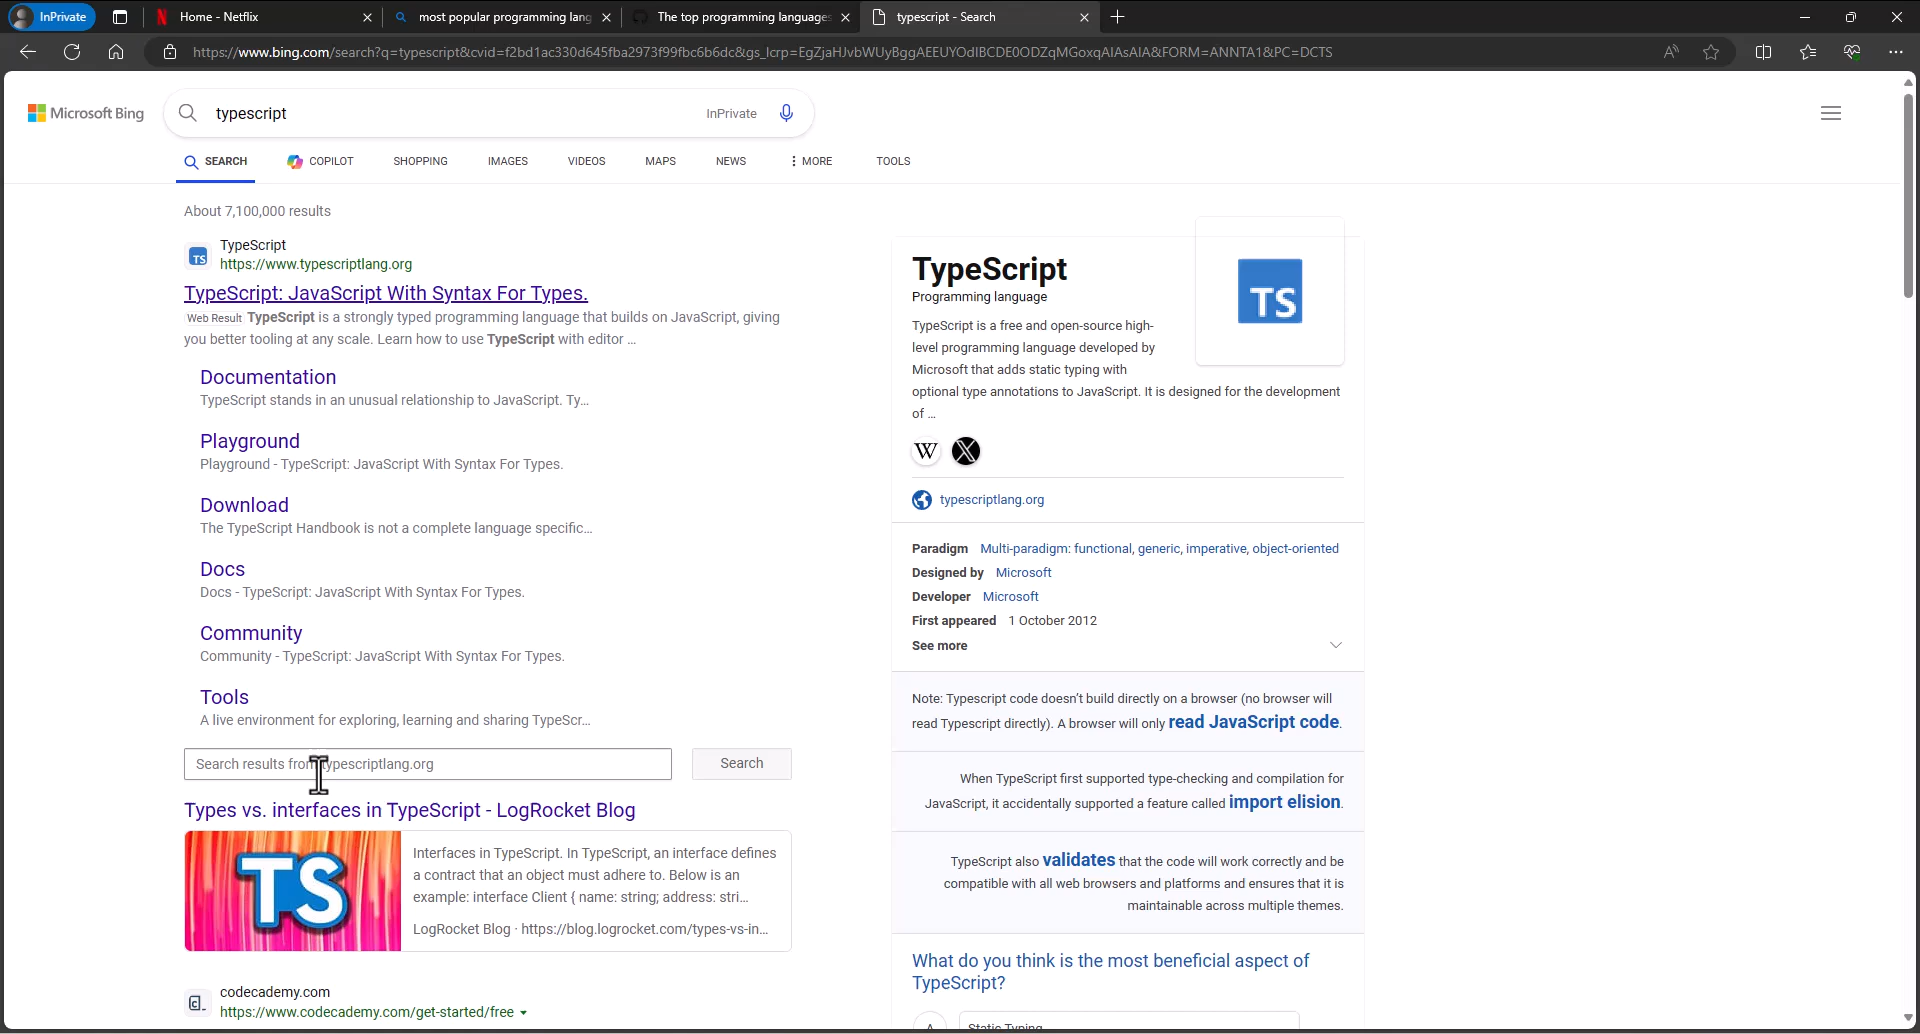 InPrivate
Home - Netflix
most popular programming lang
The top programming languages
typescript - Search
https://www.bing.com/search?q=typescript&cvid=f2bd1ac330d645fba2973f99fbc6b6dc&gs_lcrp=EgZjaHJvbWUyBggAEEUYOdIBCDE0ODZqMGoxqAIAsAIA&FORM=ANNTA1&PC=DCTS
Microsoft Bing
typescript
InPrivate
SEARCH
COPILOT
SHOPPING
IMAGES
VIDEOS
MAPS
NEWS
MORE
TOOLS
About 7,100,000 results
TS
TypeScript
https://www.typescriptlang.org
TypeScript: JavaScript With Syntax For Types.
Web Result TypeScript is a strongly typed programming language that builds on JavaScript, giving
you better tooling at any scale. Learn how to use TypeScript with editor ...
Documentation
TypeScript stands in an unusual relationship to JavaScript. Ty...
Playground
Playground - TypeScript: JavaScript With Syntax For Types.
Download
The TypeScript Handbook is not a complete language specific...
Docs
Docs - TypeScript: JavaScript With Syntax For Types.
Community
Community - TypeScript: JavaScript With Syntax For Types.
Tools
A live environment for exploring, learning and sharing TypeScr...
Search results from typescriptlang.org
Search
Types vs. interfaces in TypeScript - LogRocket Blog
TS
Interfaces in TypeScript. In TypeScript, an interface defines
a contract that an object must adhere to. Below is an
example: interface Client { name: string; address: stri...
LogRocket Blog · https://blog.logrocket.com/types-vs-in...
codecademy.com
https://www.codecademy.com/get-started/free
TypeScript
Programming language
TS
TypeScript is a free and open-source high-
level programming language developed by
Microsoft that adds static typing with
optional type annotations to JavaScript. It is designed for the development
of ...
W
X
typescriptlang.org
Paradigm Multi-paradigm: functional, generic, imperative, object-oriented
Designed by Microsoft
Developer Microsoft
First appeared 1 October 2012
See more
Note: Typescript code doesn't build directly on a browser (no browser will
read Typescript directly). A browser will only read JavaScript code.
When TypeScript first supported type-checking and compilation for
JavaScript, it accidentally supported a feature called import elision.
TypeScript also validates that the code will work correctly and be
compatible with all web browsers and platforms and ensures that it is
maintainable across multiple themes.
What do you think is the most beneficial aspect of
TypeScript?
A
Static Typing